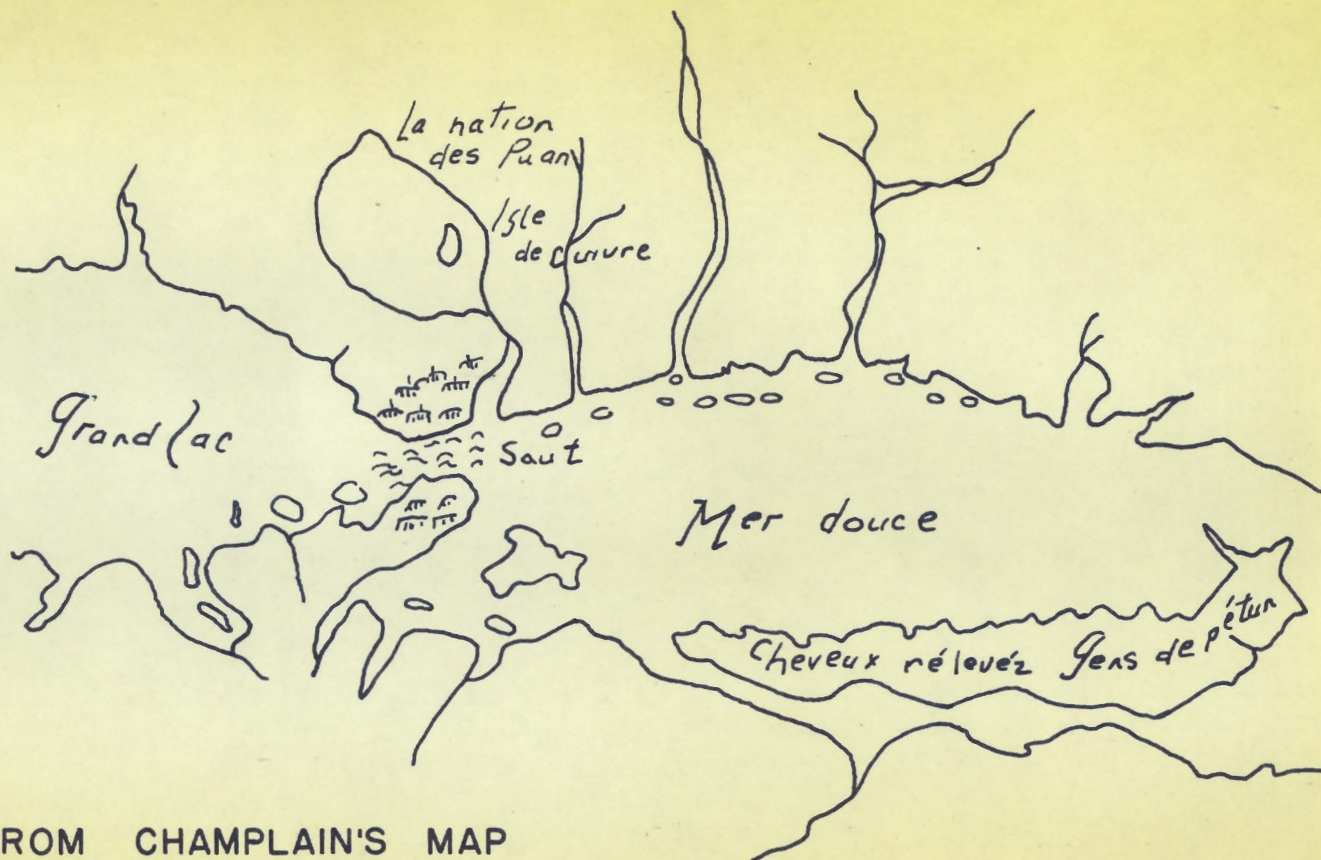 La nation
des Puan
Isle
de Cuivre
Grand lac
Saut
Mer douce
Cheveux rélevéz Gens de pétun
ROM CHAMPLAIN'S MAP